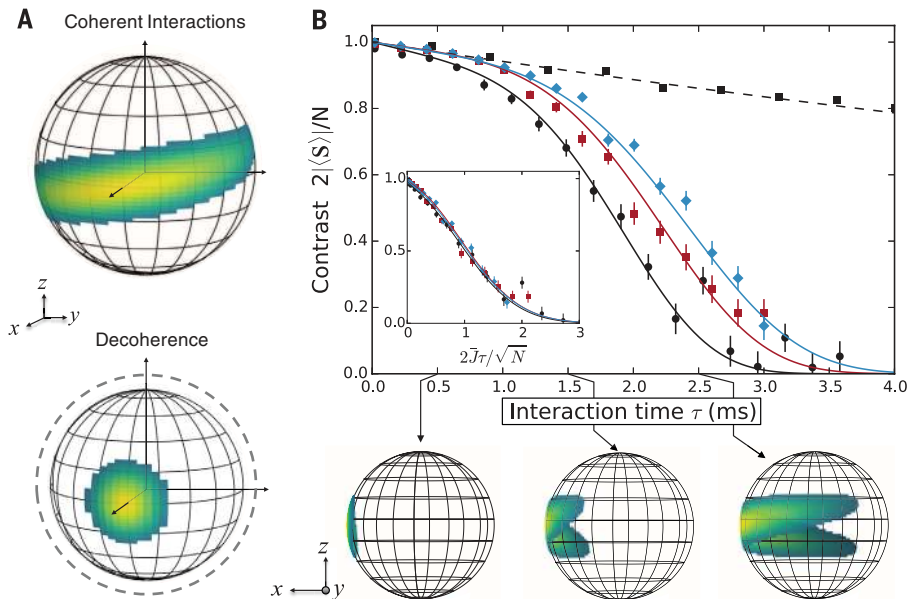 A
Coherent Interactions
z
x
y
Decoherence
B
Contrast 2|⟨S⟩|/N
1.0
0.8
0.6
0.4
0.2
0.0
1.0
0.5
0.0
0 1 2 3
2J̄τ/√N
0.0 0.5 1.0 1.5 2.0 2.5 3.0 3.5 4.0
Interaction time τ (ms)
z
x
y